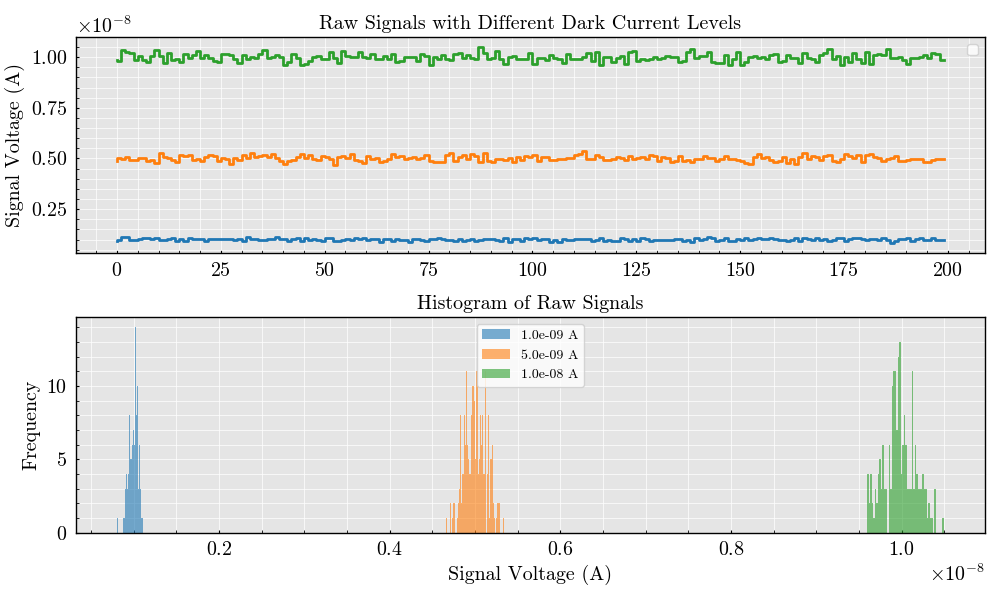 Raw Signals with Different Dark Current Levels
×10⁻⁸
Signal Voltage (A)
1.00
0.75
0.50
0.25
0 25 50 75 100 125 150 175 200
Histogram of Raw Signals
Frequency
10
5
0
1.0e-09 A
5.0e-09 A
1.0e-08 A
0.2 0.4 0.6 0.8 1.0
Signal Voltage (A)
×10⁻⁸